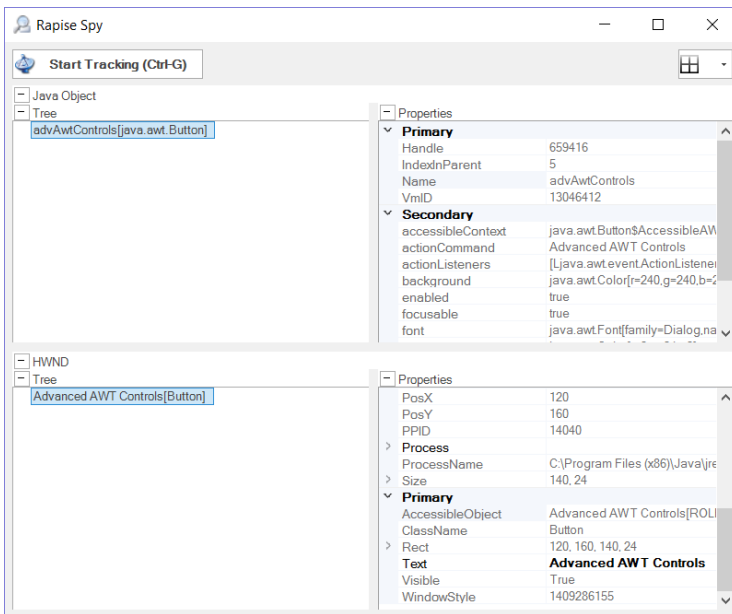 Rapise Spy
Start Tracking (Ctrl-G)
Java Object
Tree
advAwtControls[java.awt.Button]
Properties
Primary
Handle 659416
IndexInParent 5
Name advAwtControls
VmID 13046412
Secondary
accessibleContext java.awt.Button$AccessibleAW
actionCommand Advanced AWT Controls
actionListeners [Ljava.awt.event.ActionListener
background java.awt.Color[r=240,g=240,b=2
enabled true
focusable true
font java.awt.Font[family=Dialog,na
HWND
Tree
Advanced AWT Controls[Button]
Properties
PosX 120
PosY 160
PPID 14040
Process
ProcessName C:\Program Files (x86)\Java\jre
Size 140, 24
Primary
AccessibleObject Advanced AWT Controls[ROLI
ClassName Button
Rect 120, 160, 140, 24
Text Advanced AWT Controls
Visible True
WindowStyle 1409286155